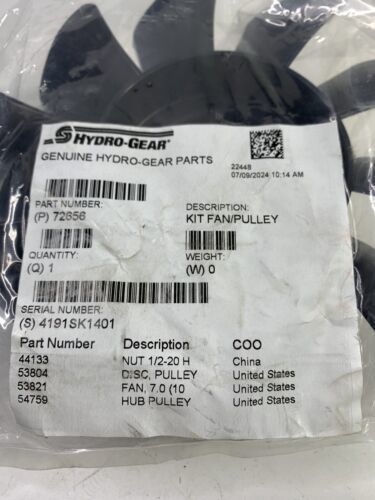 HYDRO-GEAR®
GENUINE HYDRO-GEAR PARTS
22448
07/09/2024 10:14 AM
PART NUMBER:
(P) 72656
DESCRIPTION:
KIT FAN/PULLEY
QUANTITY:
(Q) 1
WEIGHT:
(W) 0
SERIAL NUMBER:
(S) 4191SK1401
Part Number Description COO
44133 NUT 1/2-20 H China
53804 DISC, PULLEY United States
53821 FAN, 7.0 (10 United States
54759 HUB PULLEY United States